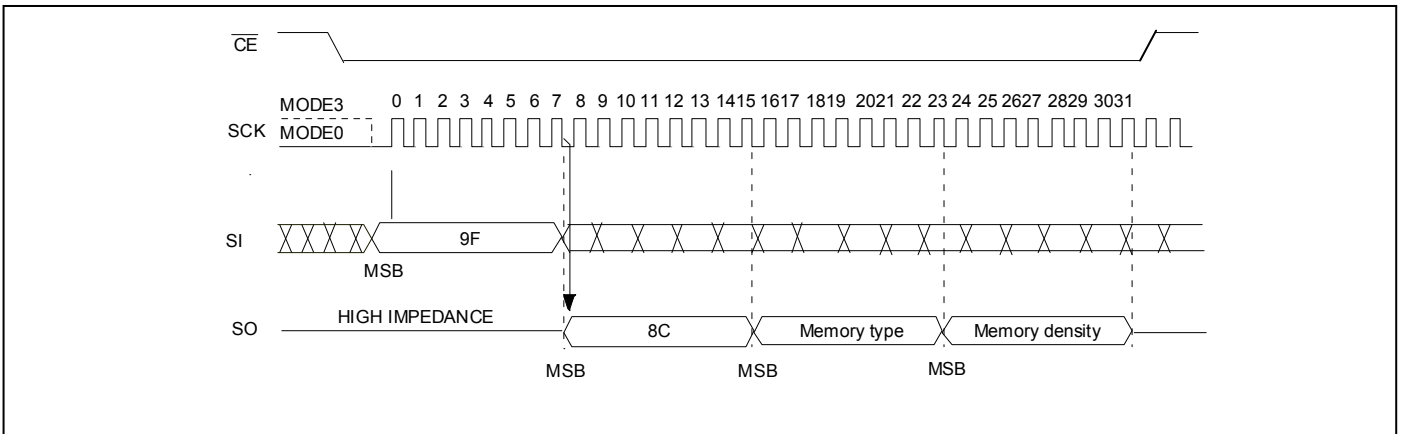 CE
MODE3 0 1 2 3 4 5 6 7 8 9 10 11 12 13 1415 1617 1819 2021 22 23 24 25 2627 2829 3031
SCK MODE0
SI 9F
MSB
HIGH IMPEDANCE
SO 8C Memory type Memory density
MSB MSB MSB